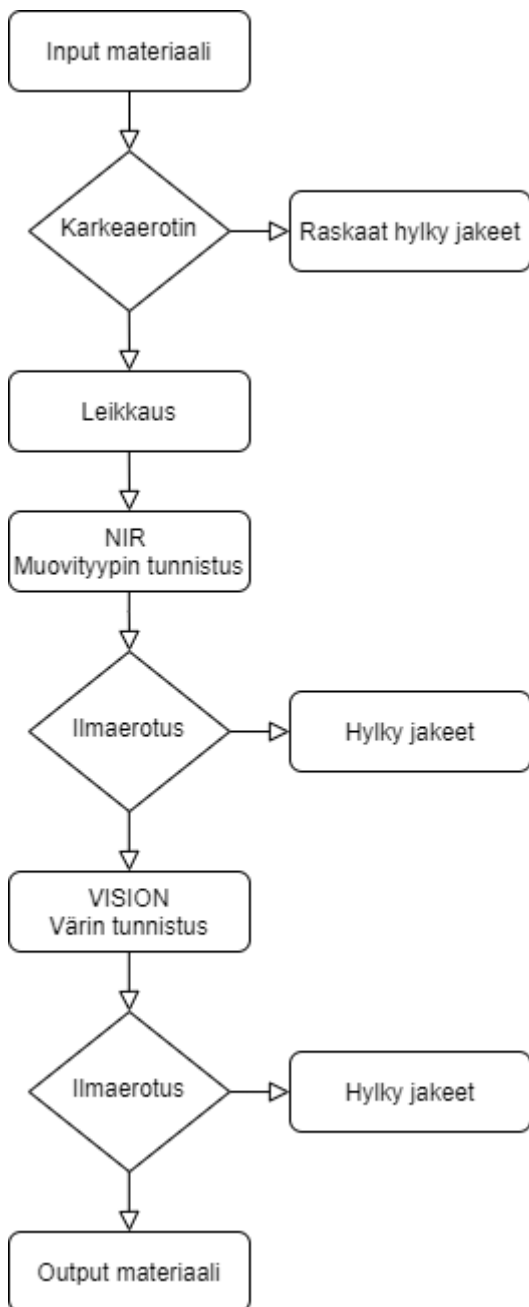 Input materiaali
Karkeaerotin
Raskaat hylky jakeet
Leikkaus
NIR
Muovityypin tunnistus
Ilmaerotus
Hylky jakeet
VISION
Värin tunnistus
Ilmaerotus
Hylky jakeet
Output materiaali